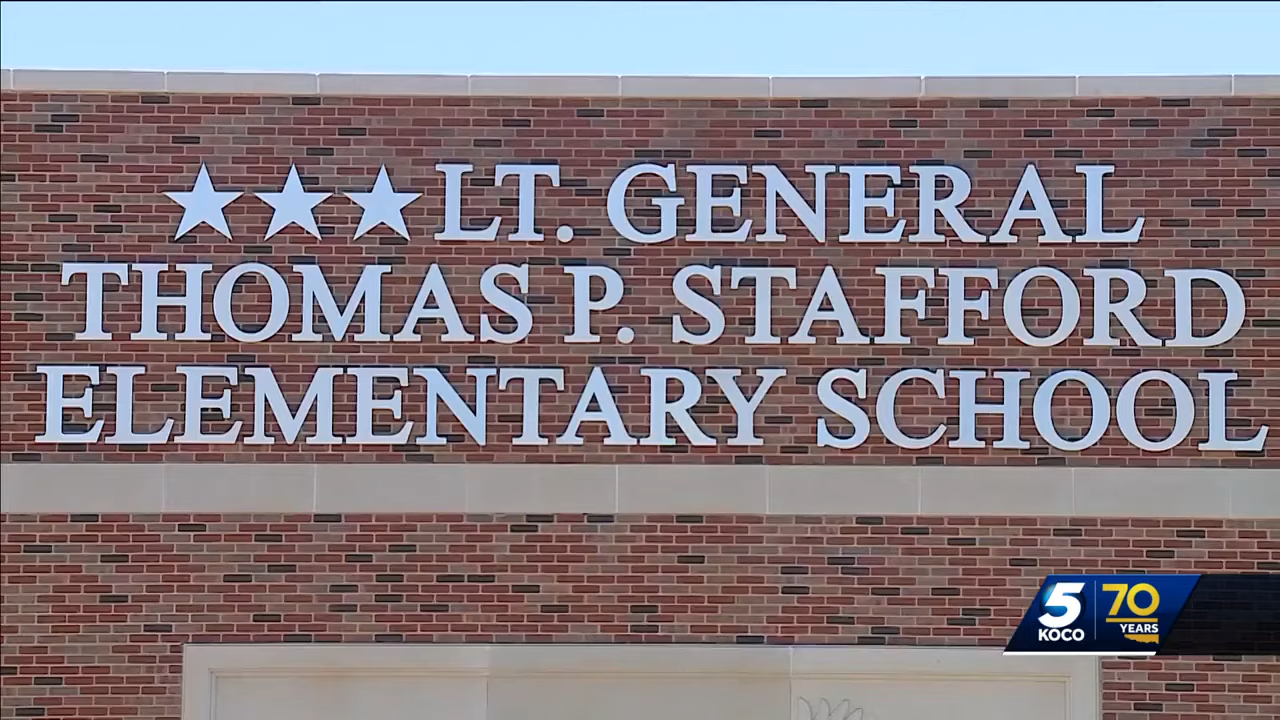 LT. GENERAL
THOMAS P. STAFFORD
ELEMENTARY SCHOOL
5 70
KOCO YEARS